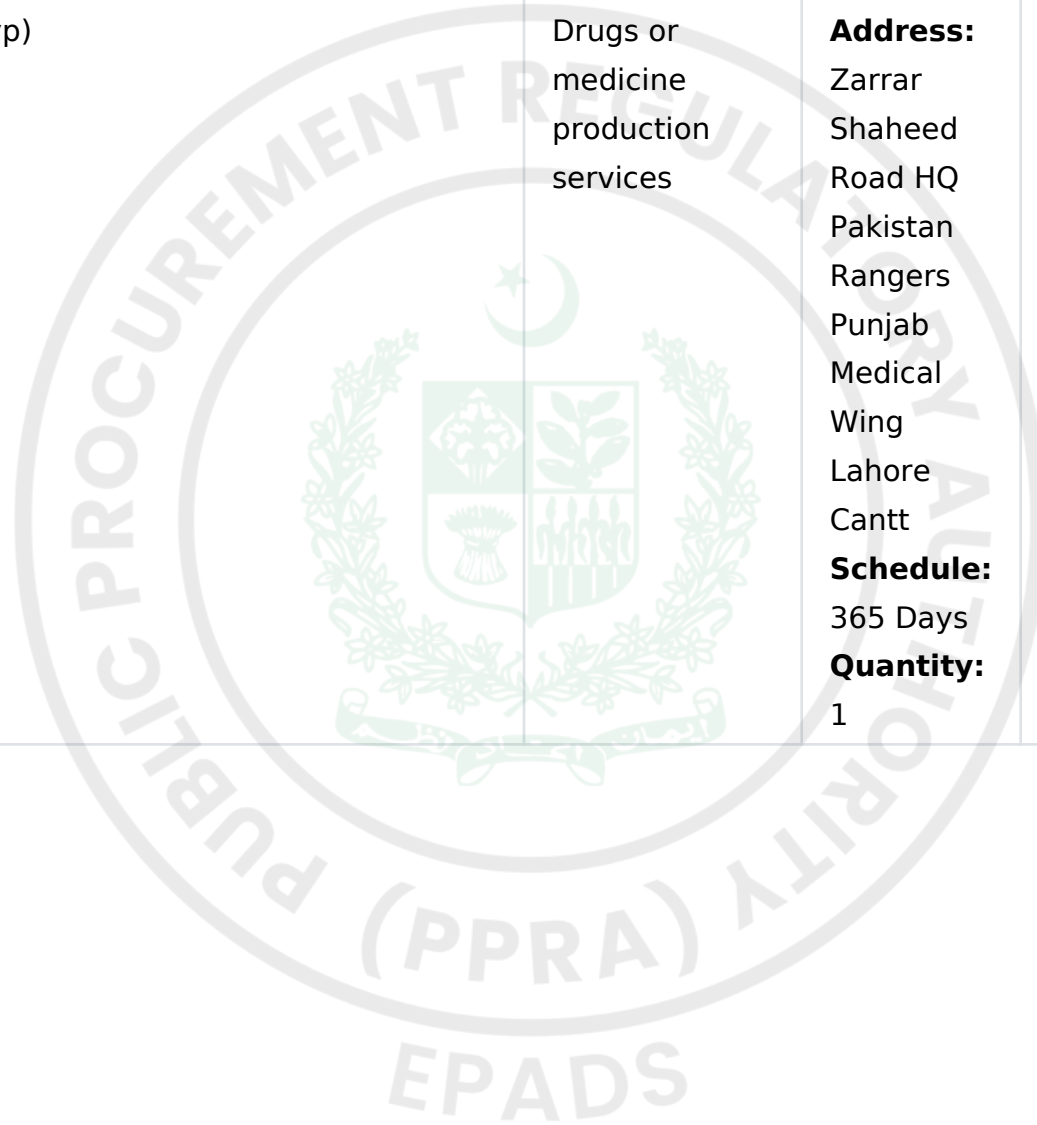 yp)
Drugs or
medicine
production
services
Address:
Zarrar
Shaheed
Road HQ
Pakistan
Rangers
Punjab
Medical
Wing
Lahore
Cantt
Schedule:
365 Days
Quantity:
1
PUBLIC PROCUREMENT REGULATORY AUTHORITY
(PPRA)
EPADS